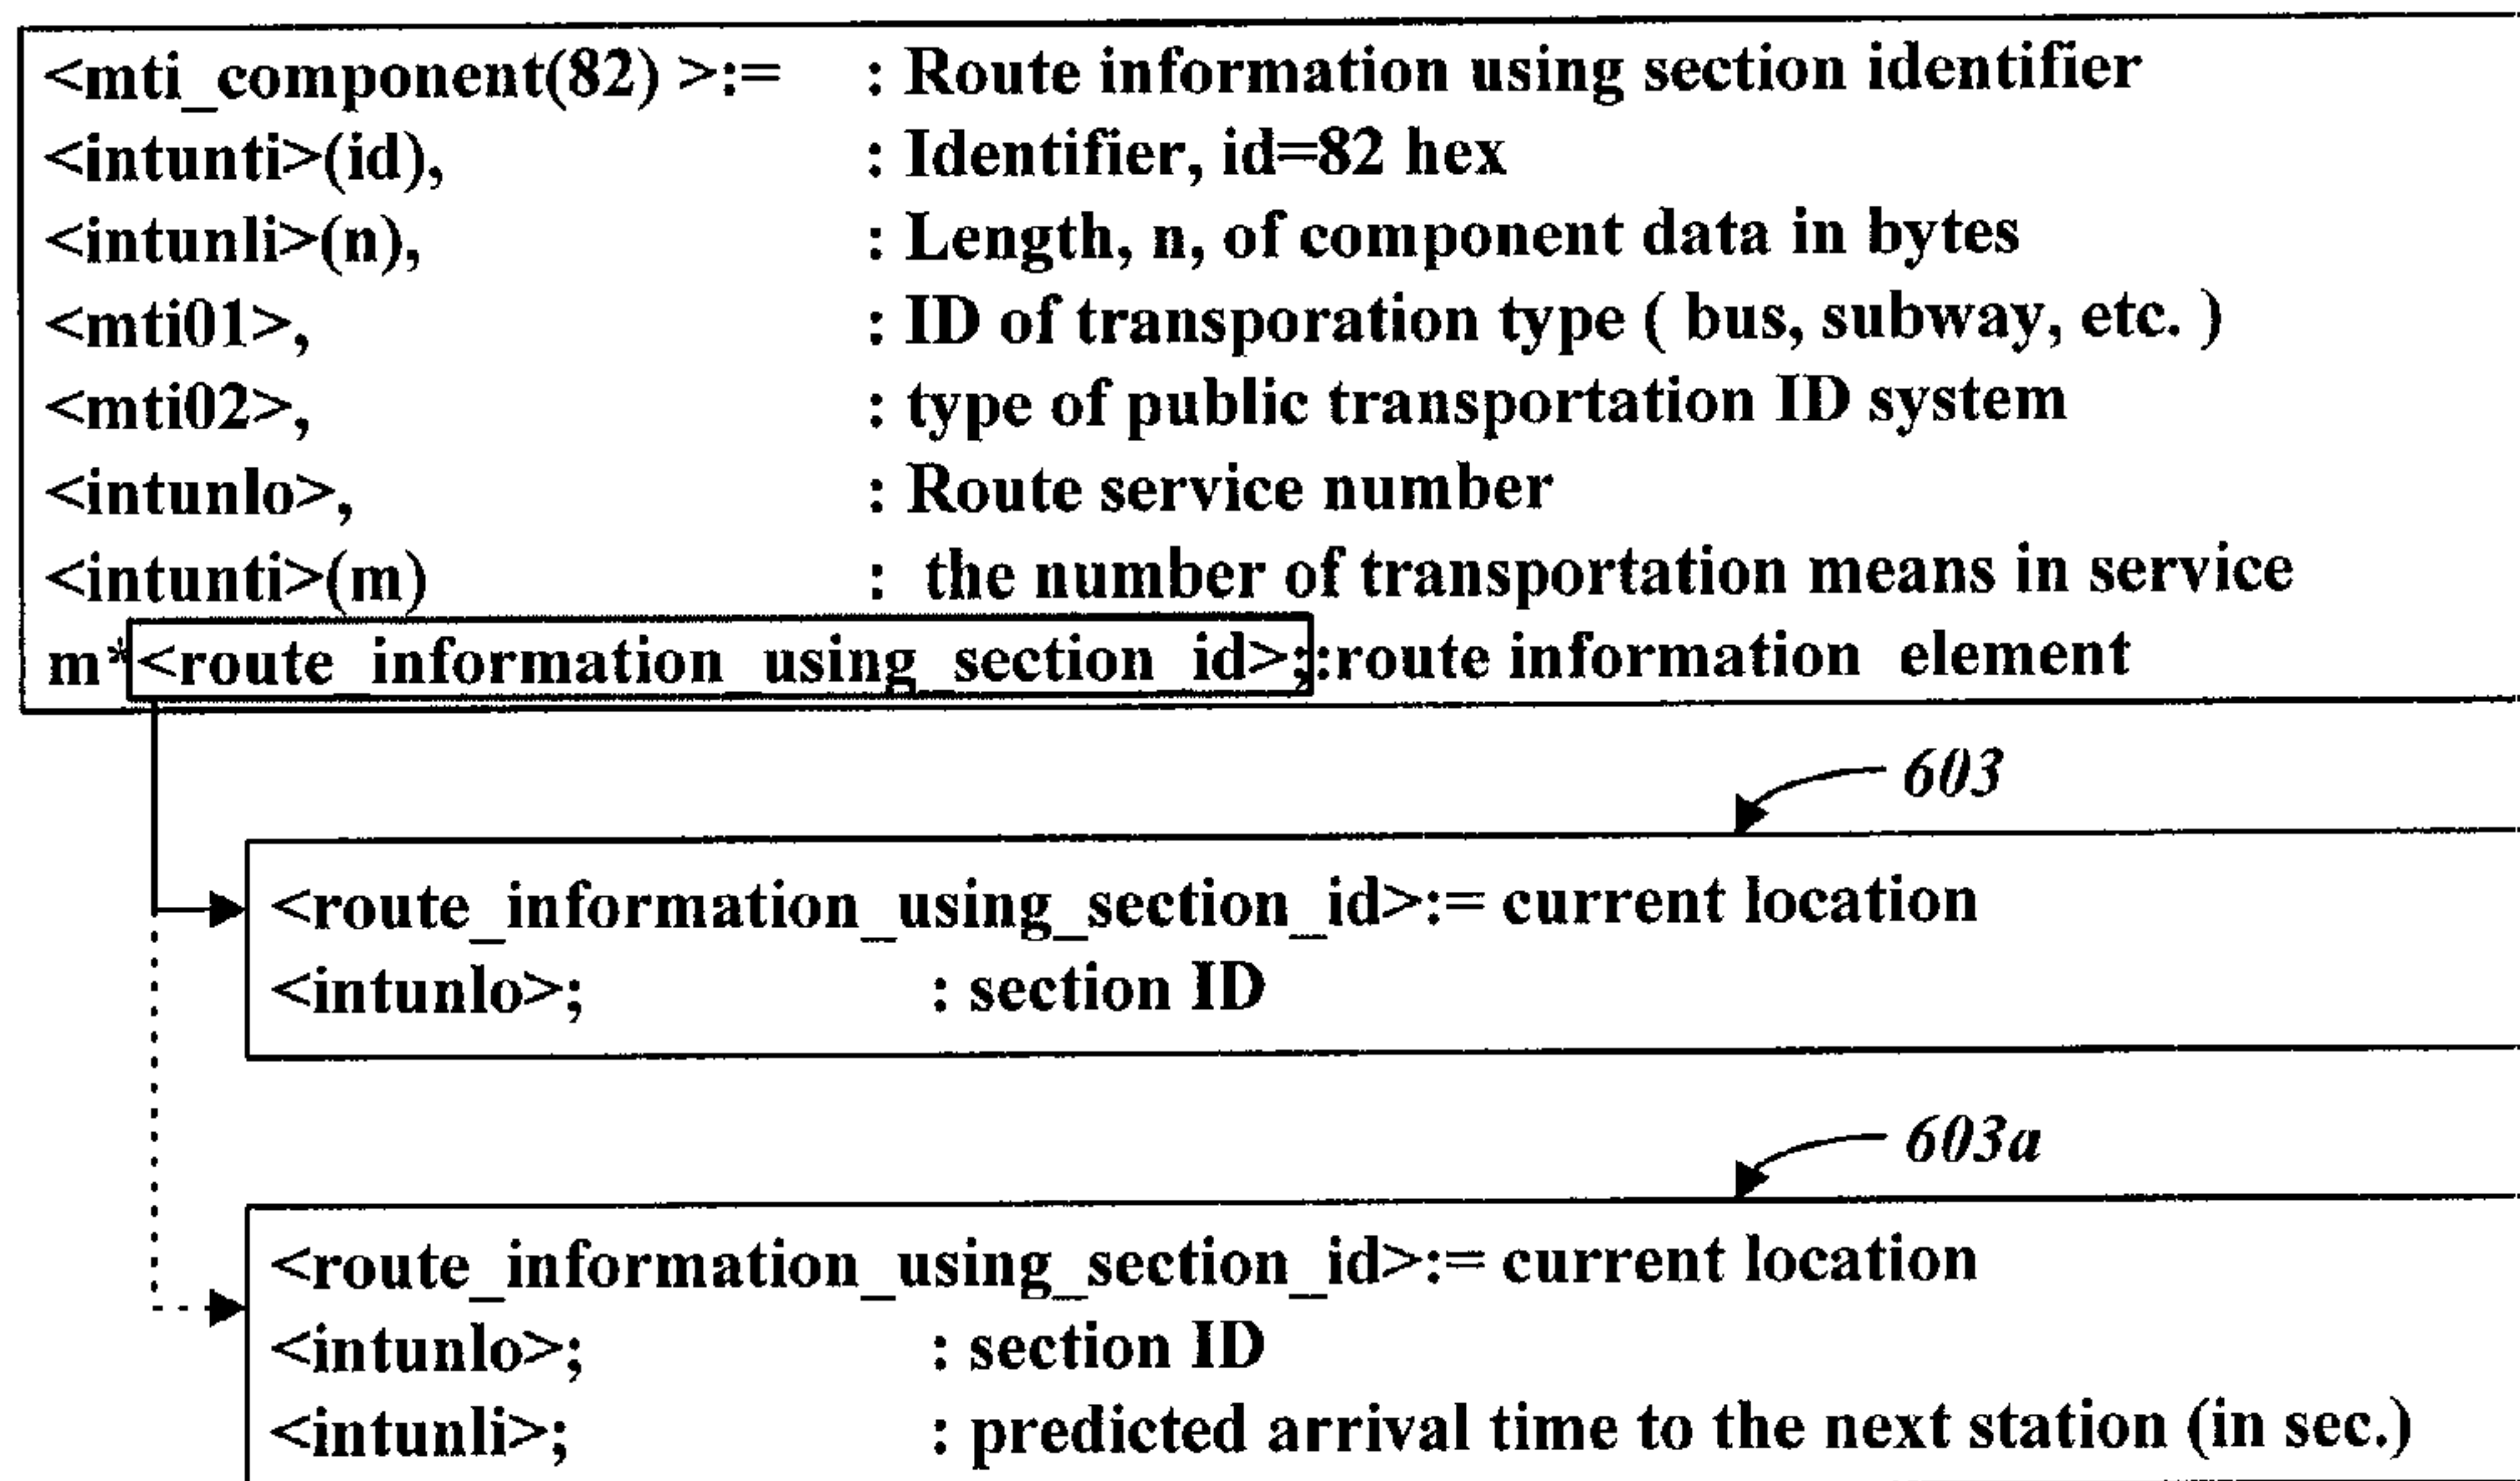 <mti_component(82) >:= : Route information using section identifier
<intunti>(id), : Identifier, id=82 hex
<intunli>(n), : Length, n, of component data in bytes
<mti01>, : ID of transporation type ( bus, subway, etc. )
<mti02>, : type of public transportation ID system
<intunlo>, : Route service number
<intunti>(m) : the number of transportation means in service
m*<route_information_using_section_id>;:route information element
603
<route_information_using_section_id>:= current location
<intunlo>; : section ID
603a
<route_information_using_section_id>:= current location
<intunlo>; : section ID
<intunli>; : predicted arrival time to the next station (in sec.)